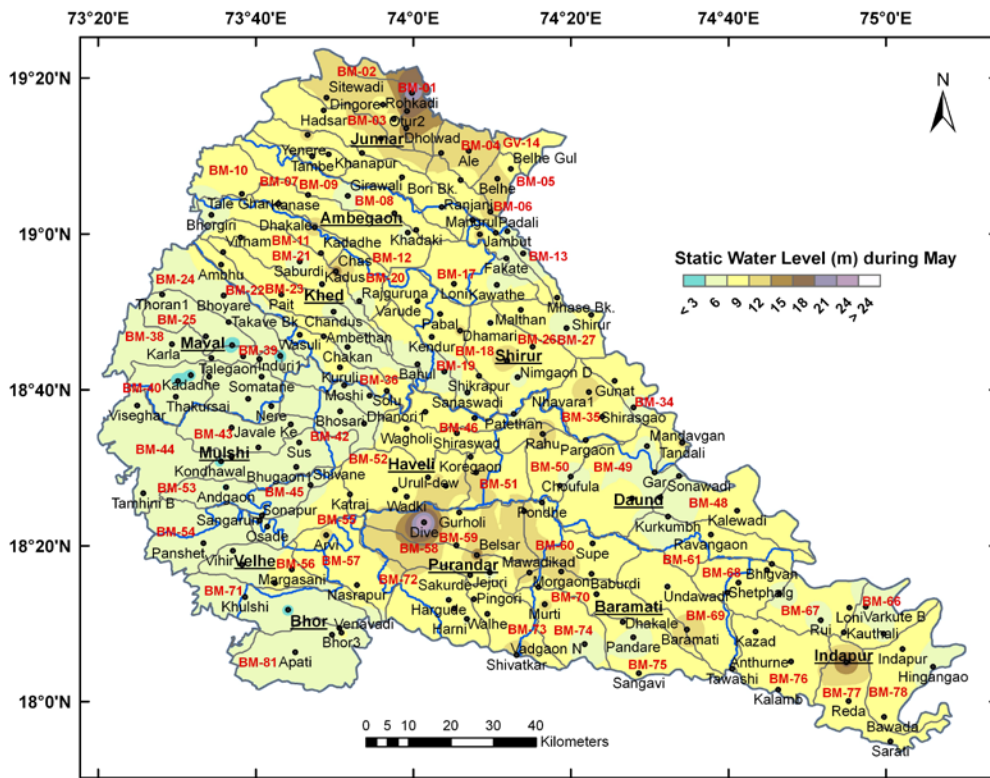 73°20'E 73°40'E 74°0'E 74°20'E 74°40'E 75°0'E
19°20'N
19°0'N
18°40'N
18°20'N
18°0'N
N
Static Water Level (m) during May
< 3 6 9 12 15 18 21 24 > 24
BM-02
BM-01
Sitewadi
Dingore
Rohkadi
Hadsar
BM-03
Otur2
Junnar
Dholwad
BM-04
GV-14
Yenere
Tambe
Khanapur
Ale
Belhe Gul
BM-10
BM-07
BM-09
Girawali
Bori Bk.
Belhe
BM-05
BM-08
Ranjani
BM-06
Bhorgiri
Ambegaon
Mangrul
Padali
Dhakale
Virham
BM-11
Kadadhe
Khadaki
Jambut
BM-21
Saburdi
Chas
BM-12
Fakate
BM-13
Ambhu
Kadus
BM-20
BM-17
BM-24
BM-22
BM-23
Khed
Rajguruna
Loni
Kawathe
Thoran1
Bhoyare
Pait
Varude
Mhase Bk.
BM-25
Takave Bk.
Chandus
Pabal
Malthan
Shirur
BM-38
Wasuli
Ambethan
Dhamari
BM-26
BM-27
Karla
Maval
BM-39
Chakan
Kendur
BM-18
Shirur
Talegaon
Induri1
Kuruli
Bahul
BM-19
Nimgaon D
BM-40
Kadadhe
Somatane
Moshi
BM-36
Shikrapur
Gunat
Thakursai
Solu
Sanaswadi
Nhavara1
BM-34
Viseghar
Nere
Bhosari
Dhanori1
Patethan
BM-35
Shirasgao
BM-43
Javale Ke
BM-42
Wagholi
BM-46
Shiraswad
Rahu
Pargaon
Mandavgan
BM-44
Mulshi
Sus
Tandali
Kondhawal
Bhugaon1
BM-52
Haveli
Koregaon
BM-50
BM-49
Gar
Sonawadi
BM-53
Andgaon
BM-45
Shivane
Uruli-dew
BM-51
Choufula
Daund
BM-48
Tamhini B
Sonapur
Katraj
Wadki
Pondhe
Kalewadi
BM-54
Sangarun
Osade
BM-55
Dive
Gurholi
Kurkumbh
Ravangaon
Panshet
Vihir
Velhe
Arvi
BM-58
BM-59
Belsar
BM-60
Supe
BM-61
Bhigvan
BM-56
BM-57
Purandar
Mawadikad
BM-68
Margasani
BM-72
Sakurde
Jejuri
Morgaon
Baburdi
Undawadi
Shetphalg
BM-71
Nasrapur
Pingori
BM-70
BM-67
Loni
BM-66
Khulshi
Hargude
Murti
Baramati
Varkute B
Bhor
Venavad
Harni
Walhe
Dhakale
BM-69
Ruj
Kauthali
Bhor3
BM-73
BM-74
Baramati
Kazad
BM-81
Apati
Vadgaon N
Pandare
Indapur
Indapur
Shivatkar
BM-75
Anthurne
Hingangao
Sangavi
Tawashi
BM-76
BM-77
BM-78
Kalamb
Reda
Bawada
Sarati
0 5 10 20 30 40
Kilometers